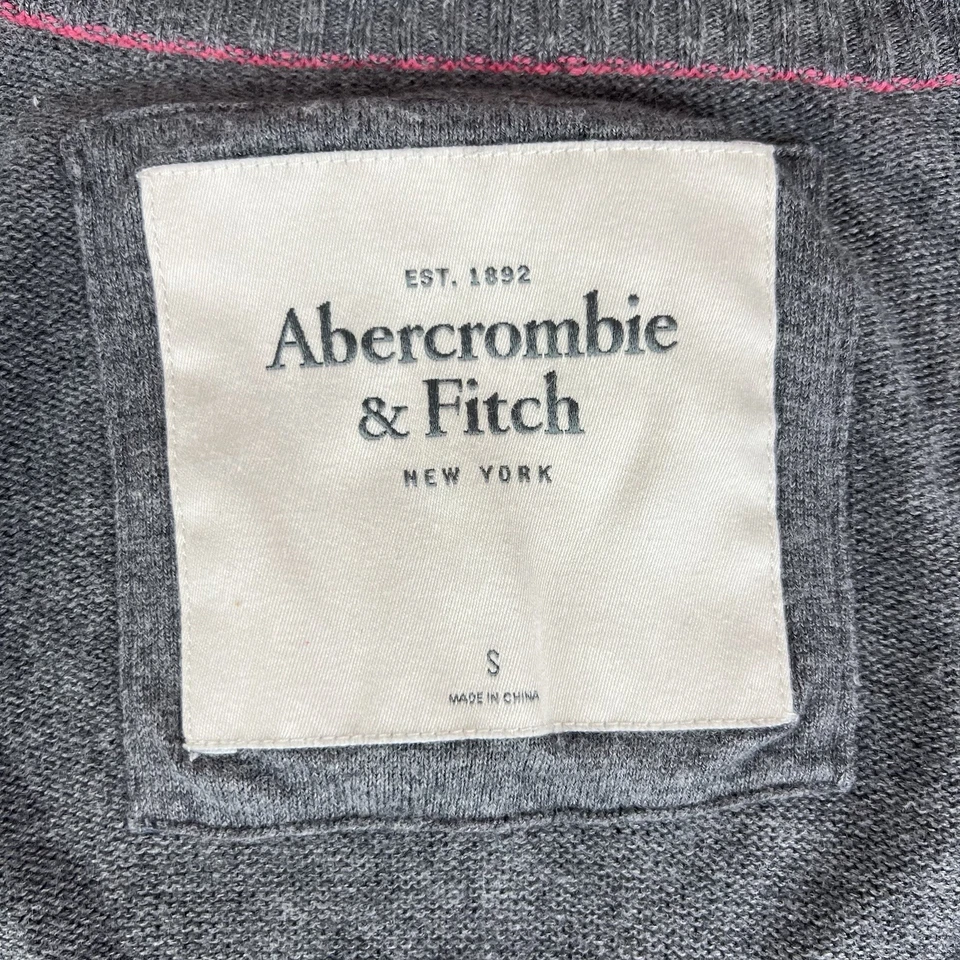 EST. 1892
Abercrombie
& Fitch
NEW YORK
S
MADE IN CHINA